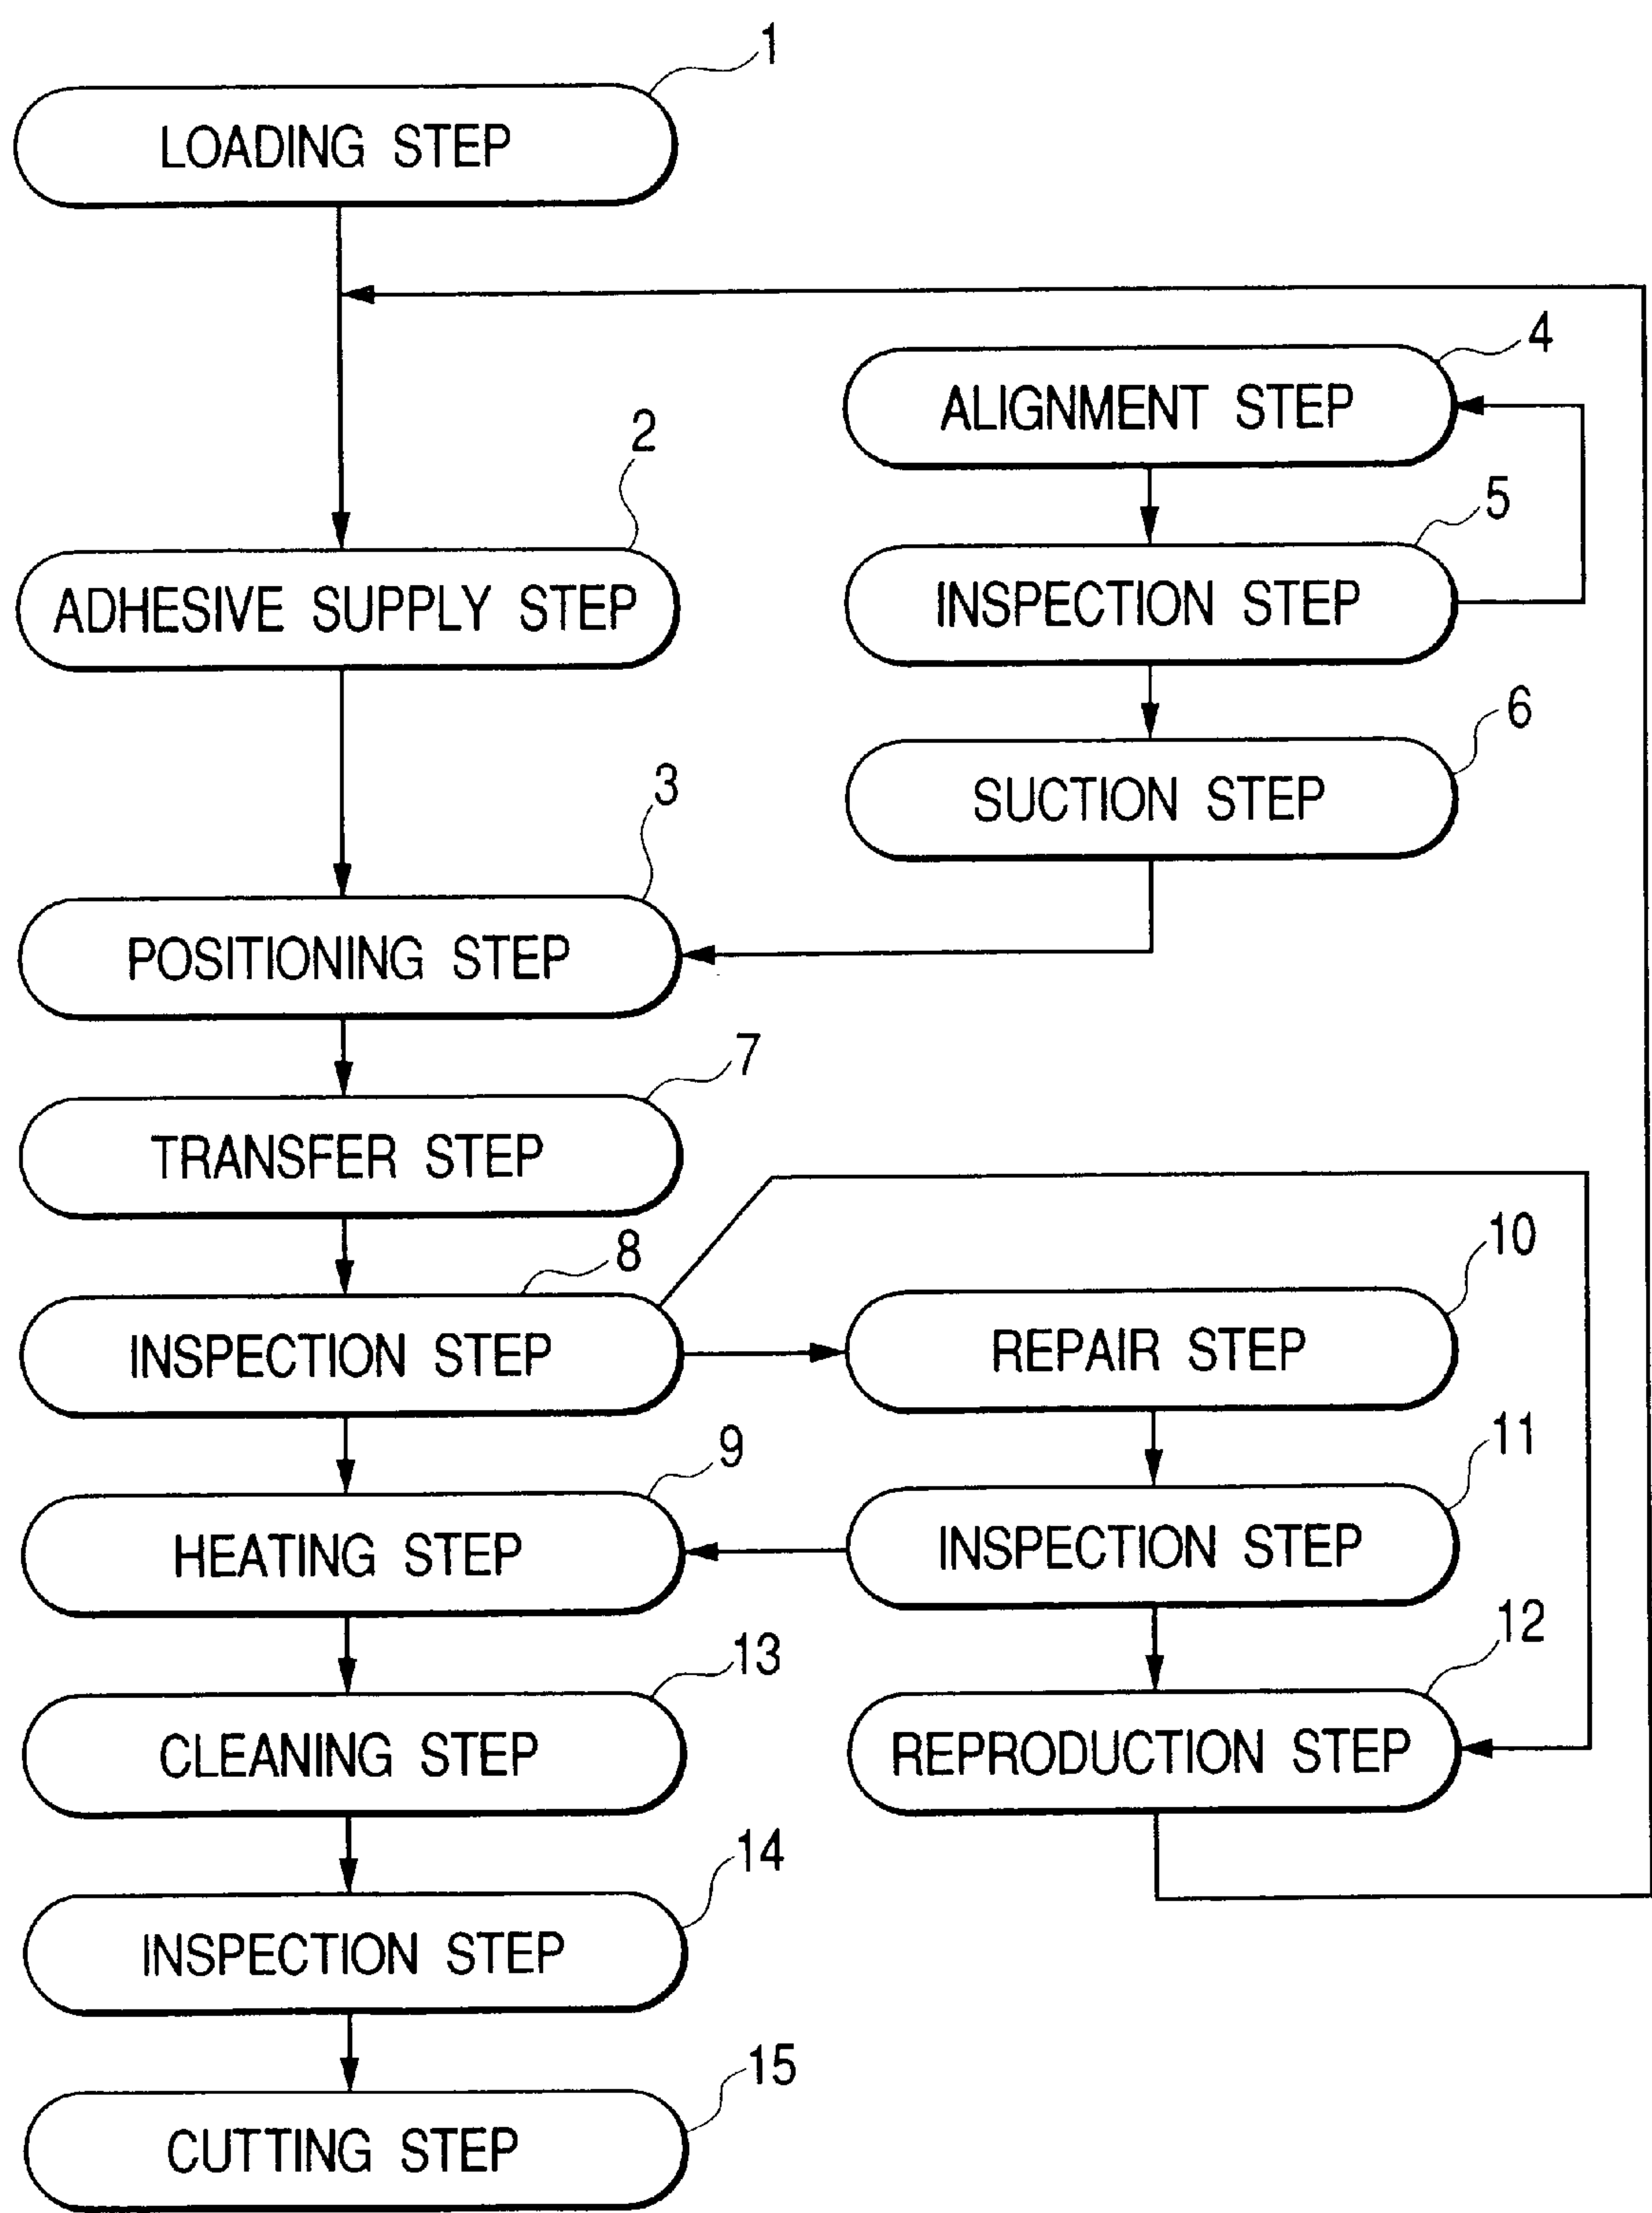 1
LOADING STEP
4
ALIGNMENT STEP
2
5
ADHESIVE SUPPLY STEP
INSPECTION STEP
6
3
SUCTION STEP
POSITIONING STEP
7
TRANSFER STEP
8
10
INSPECTION STEP
REPAIR STEP
9
11
HEATING STEP
INSPECTION STEP
13
12
CLEANING STEP
REPRODUCTION STEP
14
INSPECTION STEP
15
CUTTING STEP